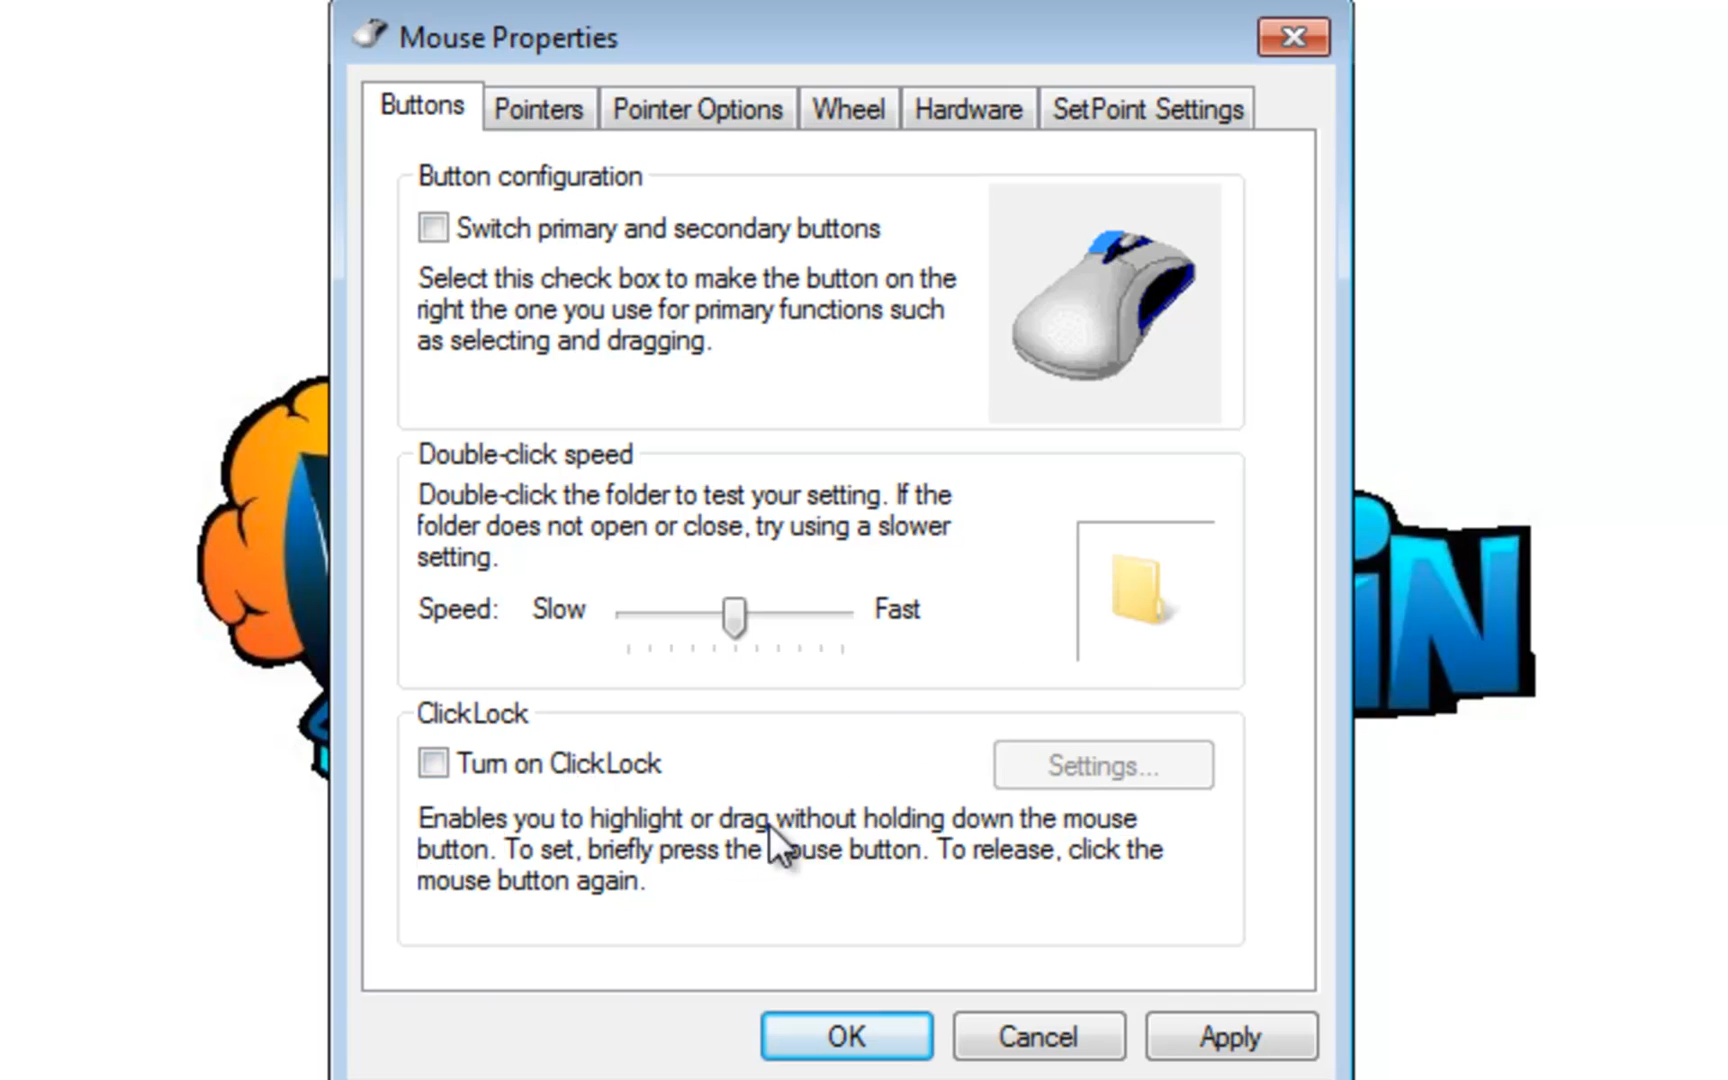 Mouse Properties
Buttons
Pointers
Pointer Options
Wheel
Hardware
SetPoint Settings
Button configuration
Switch primary and secondary buttons
Select this check box to make the button on the
right the one you use for primary functions such
as selecting and dragging.
Double-click speed
Double-click the folder to test your setting. If the
folder does not open or close, try using a slower
setting.
Speed: Slow Fast
ClickLock
Turn on ClickLock
Settings...
Enables you to highlight or drag without holding down the mouse
button. To set, briefly press the mouse button. To release, click the
mouse button again.
OK
Cancel
Apply